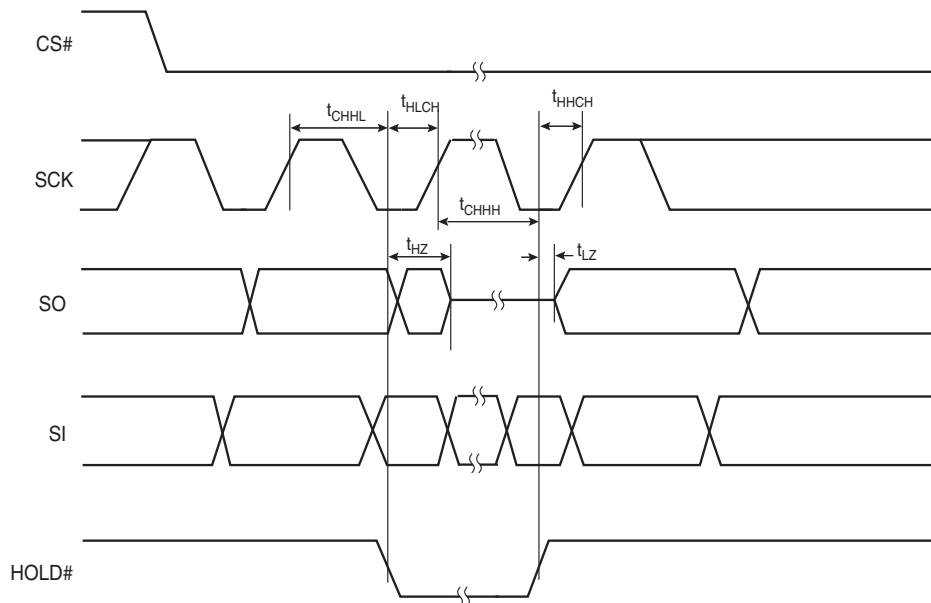 CS#
tCHHL
tHLCH
tHHCH
SCK
tCHHH
tHZ
tLZ
SO
SI
HOLD#